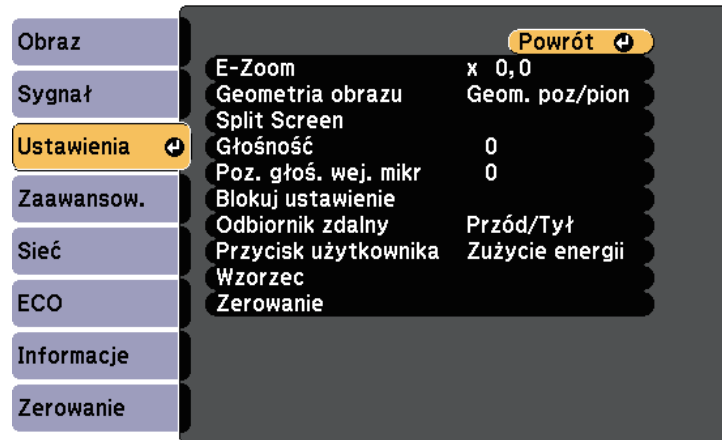 Obraz
Sygnał
Ustawienia
Zaawansow.
Sieć
ECO
Informacje
Zerowanie
Powrót
E-Zoom x 0,0
Geometria obrazu Geom. poz/pion
Split Screen
Głośność 0
Poz. głoś. wej. mikr 0
Blokuj ustawienie
Odbiornik zdalny Przód/Tył
Przycisk użytkownika Zużycie energii
Wzorzec
Zerowanie